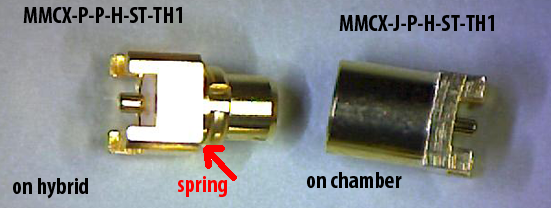 MMCX-P-P-H-ST-TH1
MMCX-J-P-H-ST-TH1
on hybrid
spring
on chamber